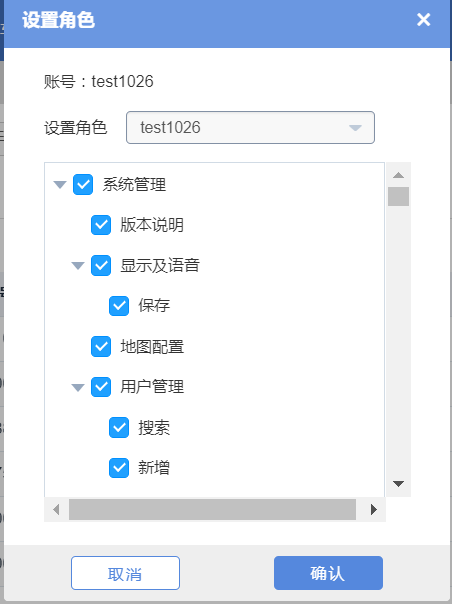 设置角色
账号：test1026
设置角色 test1026
系统管理
版本说明
显示及语音
保存
地图配置
用户管理
搜索
新增
取消 确认